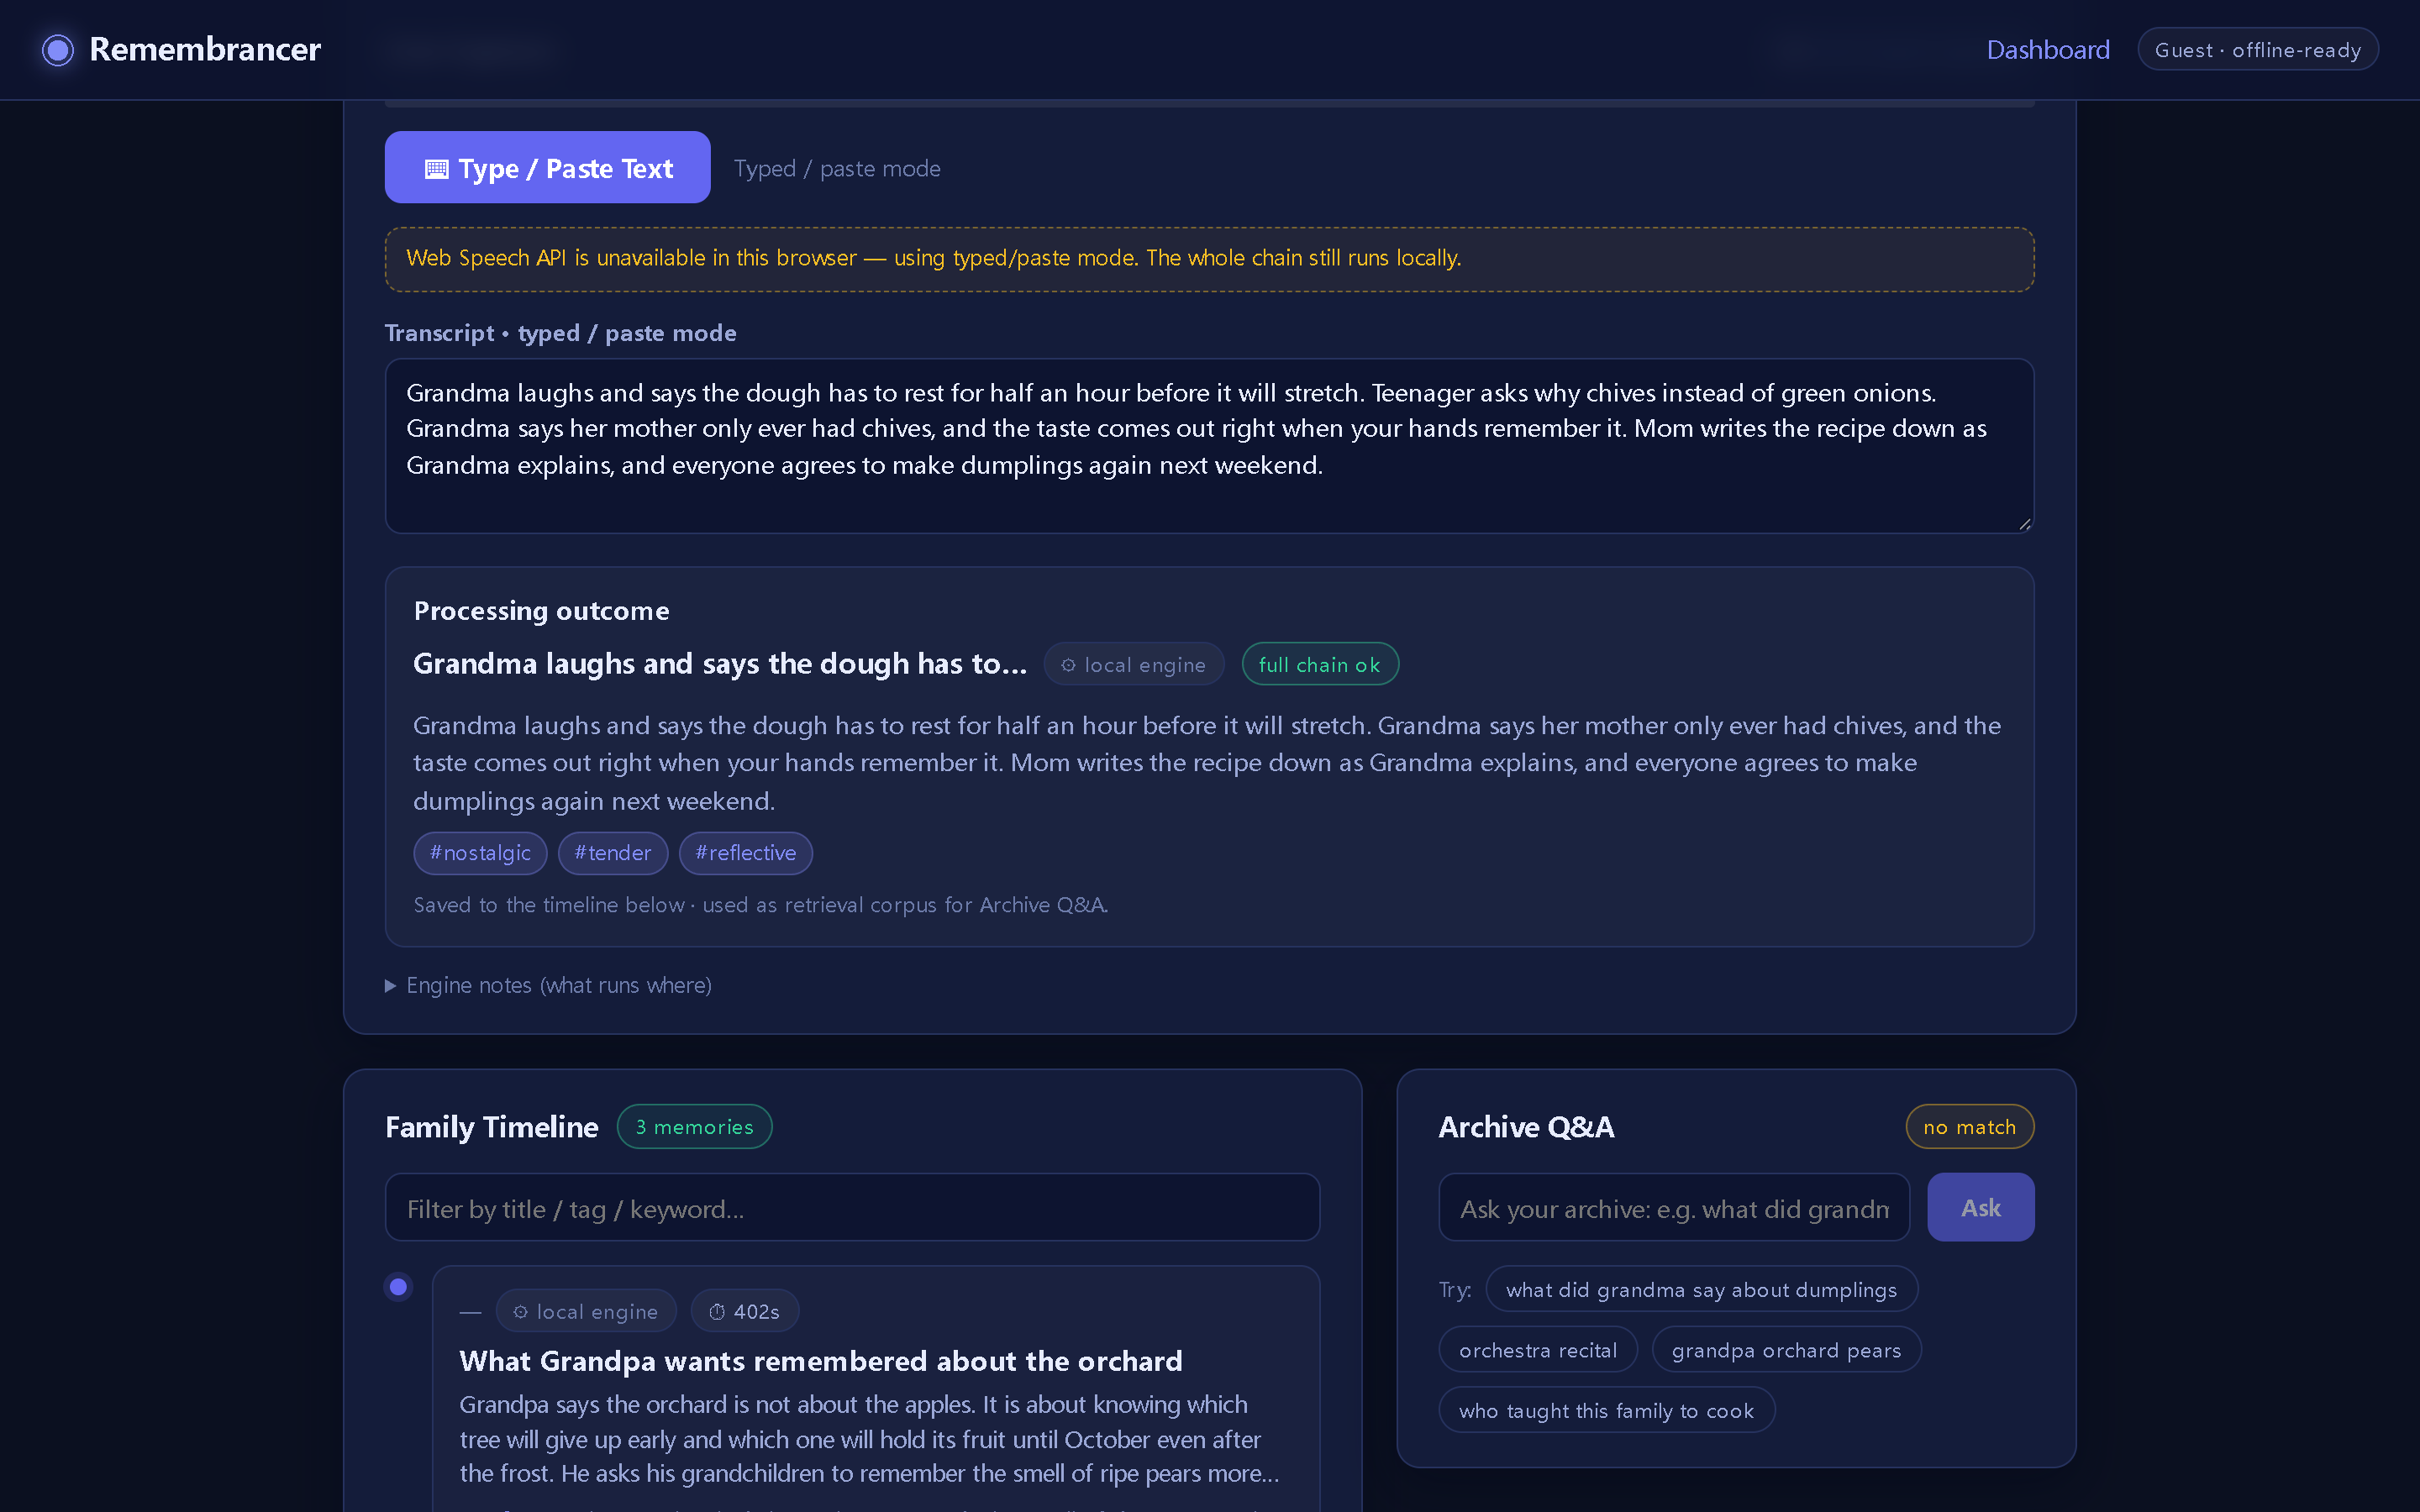 Remembrancer
Dashboard
Guest · offline-ready
Type / Paste Text
Typed / paste mode
Web Speech API is unavailable in this browser — using typed/paste mode. The whole chain still runs locally.
Transcript • typed / paste mode
Grandma laughs and says the dough has to rest for half an hour before it will stretch. Teenager asks why chives instead of green onions.
Grandma says her mother only ever had chives, and the taste comes out right when your hands remember it. Mom writes the recipe down as
Grandma explains, and everyone agrees to make dumplings again next weekend.
Processing outcome
Grandma laughs and says the dough has to...
local engine
full chain ok
Grandma laughs and says the dough has to rest for half an hour before it will stretch. Grandma says her mother only ever had chives, and the
taste comes out right when your hands remember it. Mom writes the recipe down as Grandma explains, and everyone agrees to make
dumplings again next weekend.
#nostalgic
#tender
#reflective
Saved to the timeline below · used as retrieval corpus for Archive Q&A.
Engine notes (what runs where)
Family Timeline
3 memories
Filter by title / tag / keyword...
— local engine 402s
What Grandpa wants remembered about the orchard
Grandpa says the orchard is not about the apples. It is about knowing which
tree will give up early and which one will hold its fruit until October even after
the frost. He asks his grandchildren to remember the smell of ripe pears more...
Archive Q&A
no match
Ask your archive: e.g. what did
Ask
Try: what did grandma say about dumplings
orchestra recital
grandpa orchard pears
who taught this family to cook